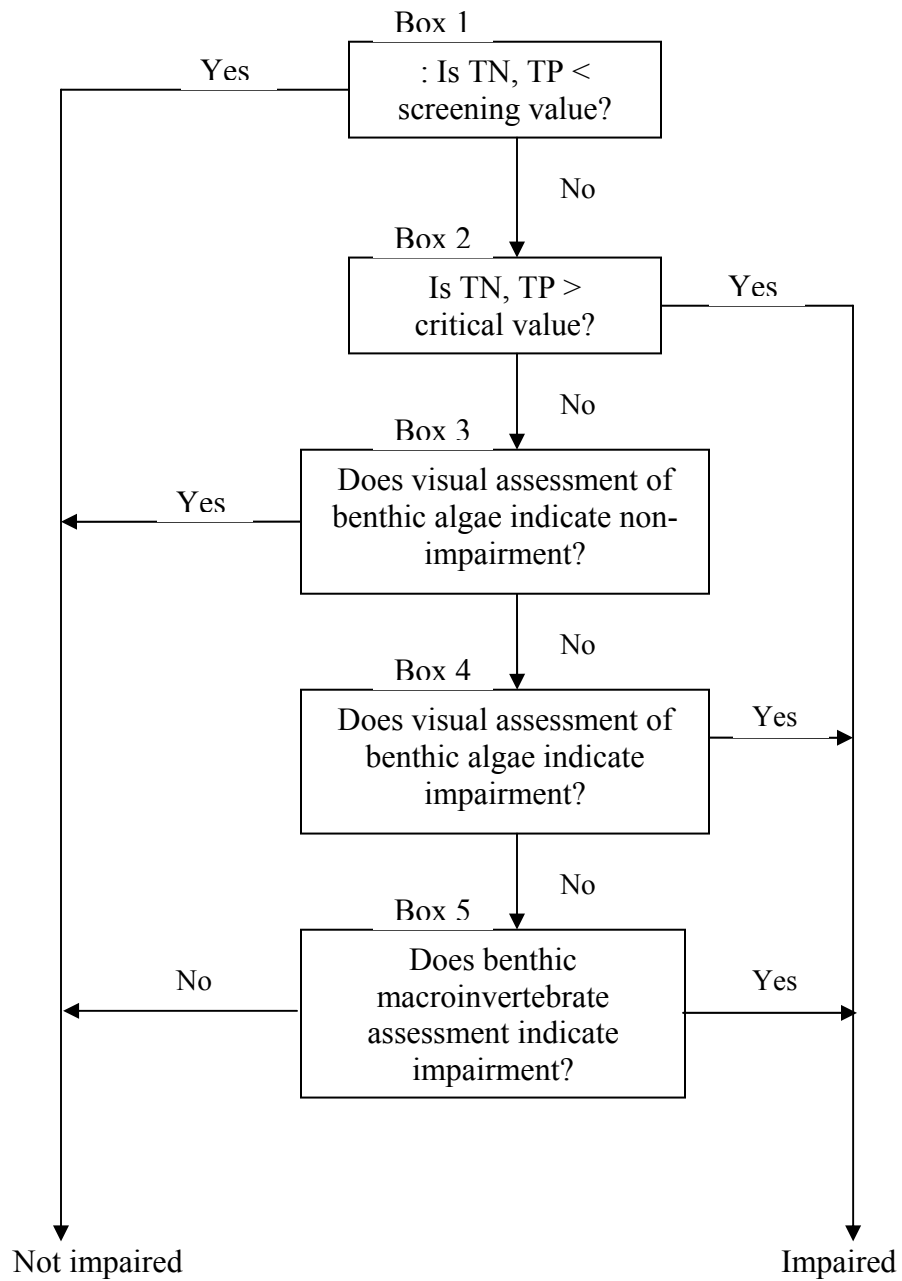 Box 1
Yes
: Is TN, TP <
screening value?
No
Box 2
Is TN, TP >
critical value?
Yes
No
Box 3
Does visual assessment of
benthic algae indicate non-
impairment?
Yes
No
Box 4
Does visual assessment of
benthic algae indicate
impairment?
Yes
No
Box 5
Does benthic
macroinvertebrate
assessment indicate
impairment?
No
Yes
Not impaired
Impaired